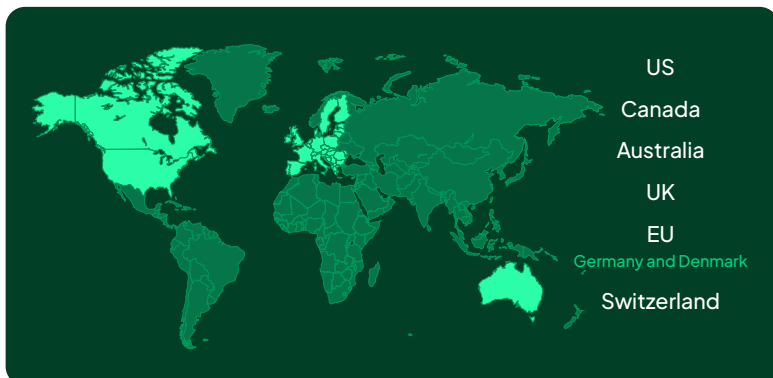 US
Canada
Australia
UK
EU
Germany and Denmark
Switzerland